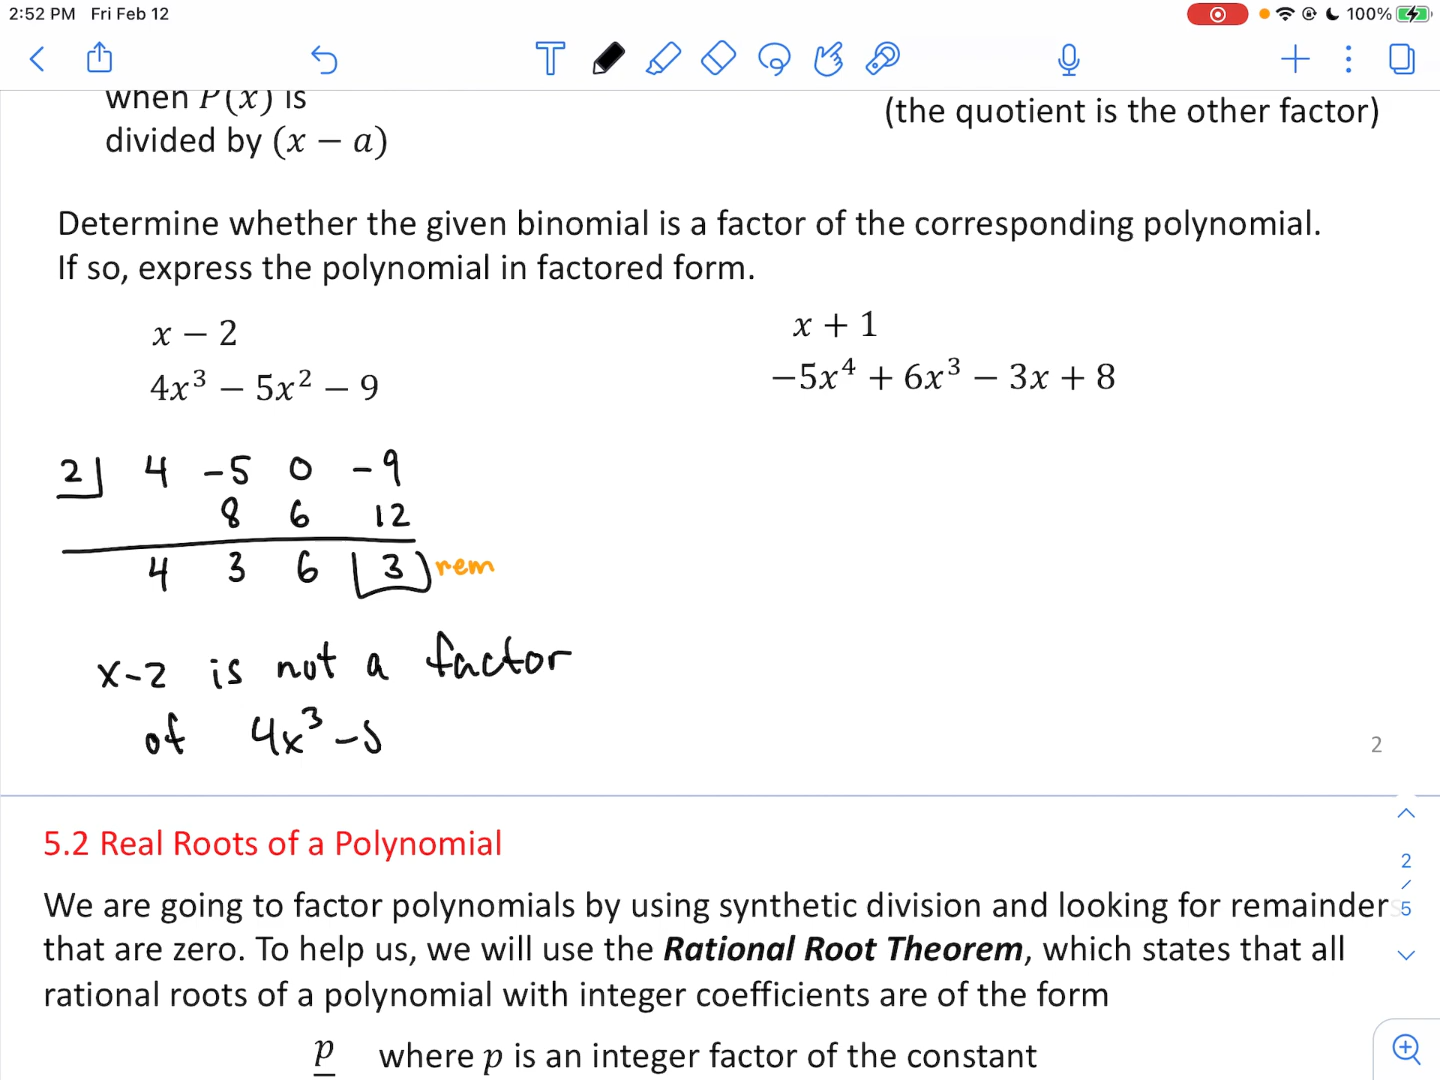 2:52 PM Fri Feb 12
100%
when P(x) is
(the quotient is the other factor)
divided by (x − a)
Determine whether the given binomial is a factor of the corresponding polynomial.
If so, express the polynomial in factored form.
x − 2
4x³ − 5x² − 9
x + 1
−5x⁴ + 6x³ − 3x + 8
2 4 -5 0 -9
8 6 12
4 3 6 3 rem
x-2 is not a factor
of 4x³ -5
2
5.2 Real Roots of a Polynomial
We are going to factor polynomials by using synthetic division and looking for remainders
that are zero. To help us, we will use the Rational Root Theorem, which states that all
rational roots of a polynomial with integer coefficients are of the form
p where p is an integer factor of the constant
2
/
5